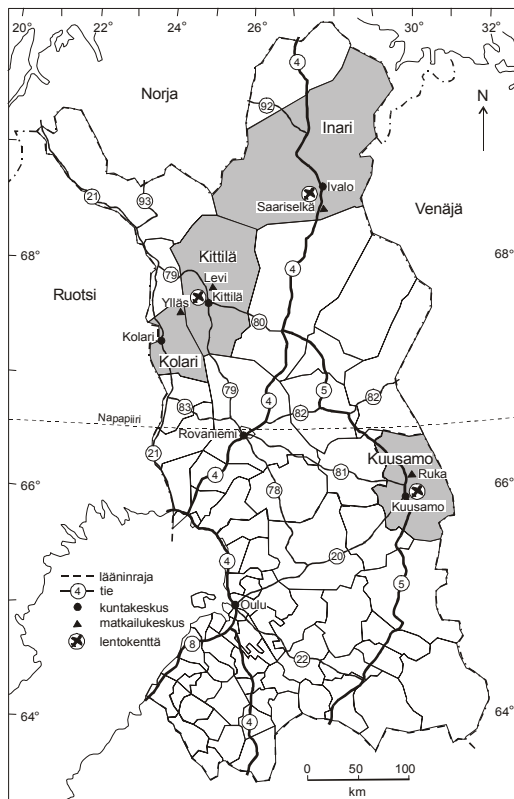 20° 22° 24° 26° 28° 30° 32°
4
Norja
N
92
Inari
21
Ivalo
93
Saariselkä
Venäjä
68°
68°
Kittilä
4
79
Levi
Ruotsi
Ylläs
Kittilä
80
Kolari
Kolari
5
79
82
83
4
82
Napapiiri
Rovaniemi
21
Kuusamo
4
81
Ruka
66°
78
66°
Kuusamo
20
4
5
lääninraja
4 tie
kuntakeskus
Oulu
matkailukeskus
lentokenttä
8
22
64°
4
64°
0 50 100
km